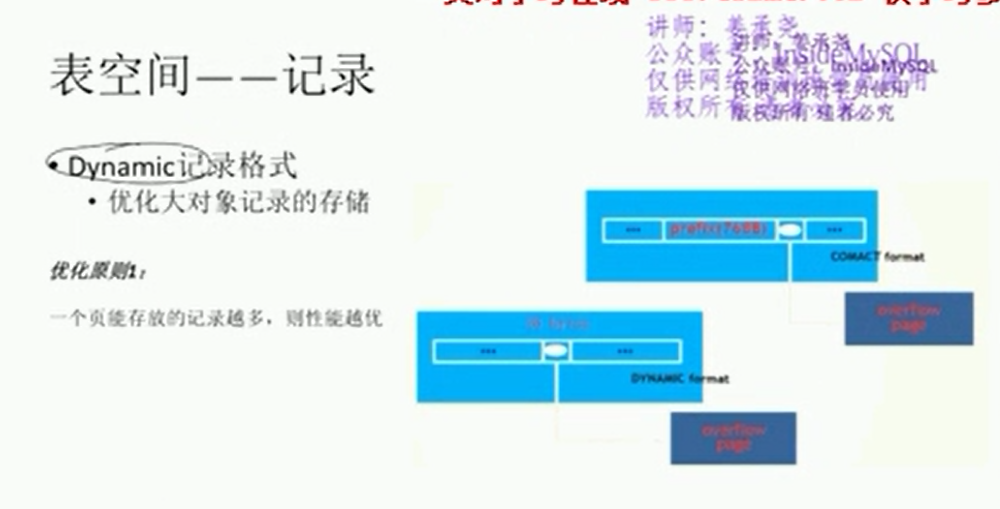 讲师：姜承尧
公众账号：InsideMySQL
仅供网络班学员使用
版权所有 违者必究
表空间——记录
• Dynamic记录格式
• 优化大对象记录的存储
优化原则1：
一个页能存放的记录越多，则性能越优
... prefix(768B) ...
COMACT format
overflow
page
... ...
DYNAMIC format
overflow
page